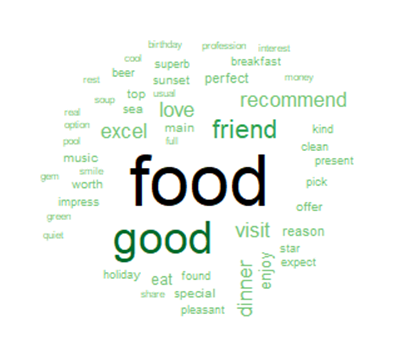 birthday profession interest
cool superb breakfast
beer sunset perfect money
rest top usual
soup sea love recommend
real
option excel main friend kind
pool full clean
music present
gem smile food pick
worth
impress offer
green
quiet good visit reason
star
expect
holiday eat found dinner enjoy
share special
pleasant